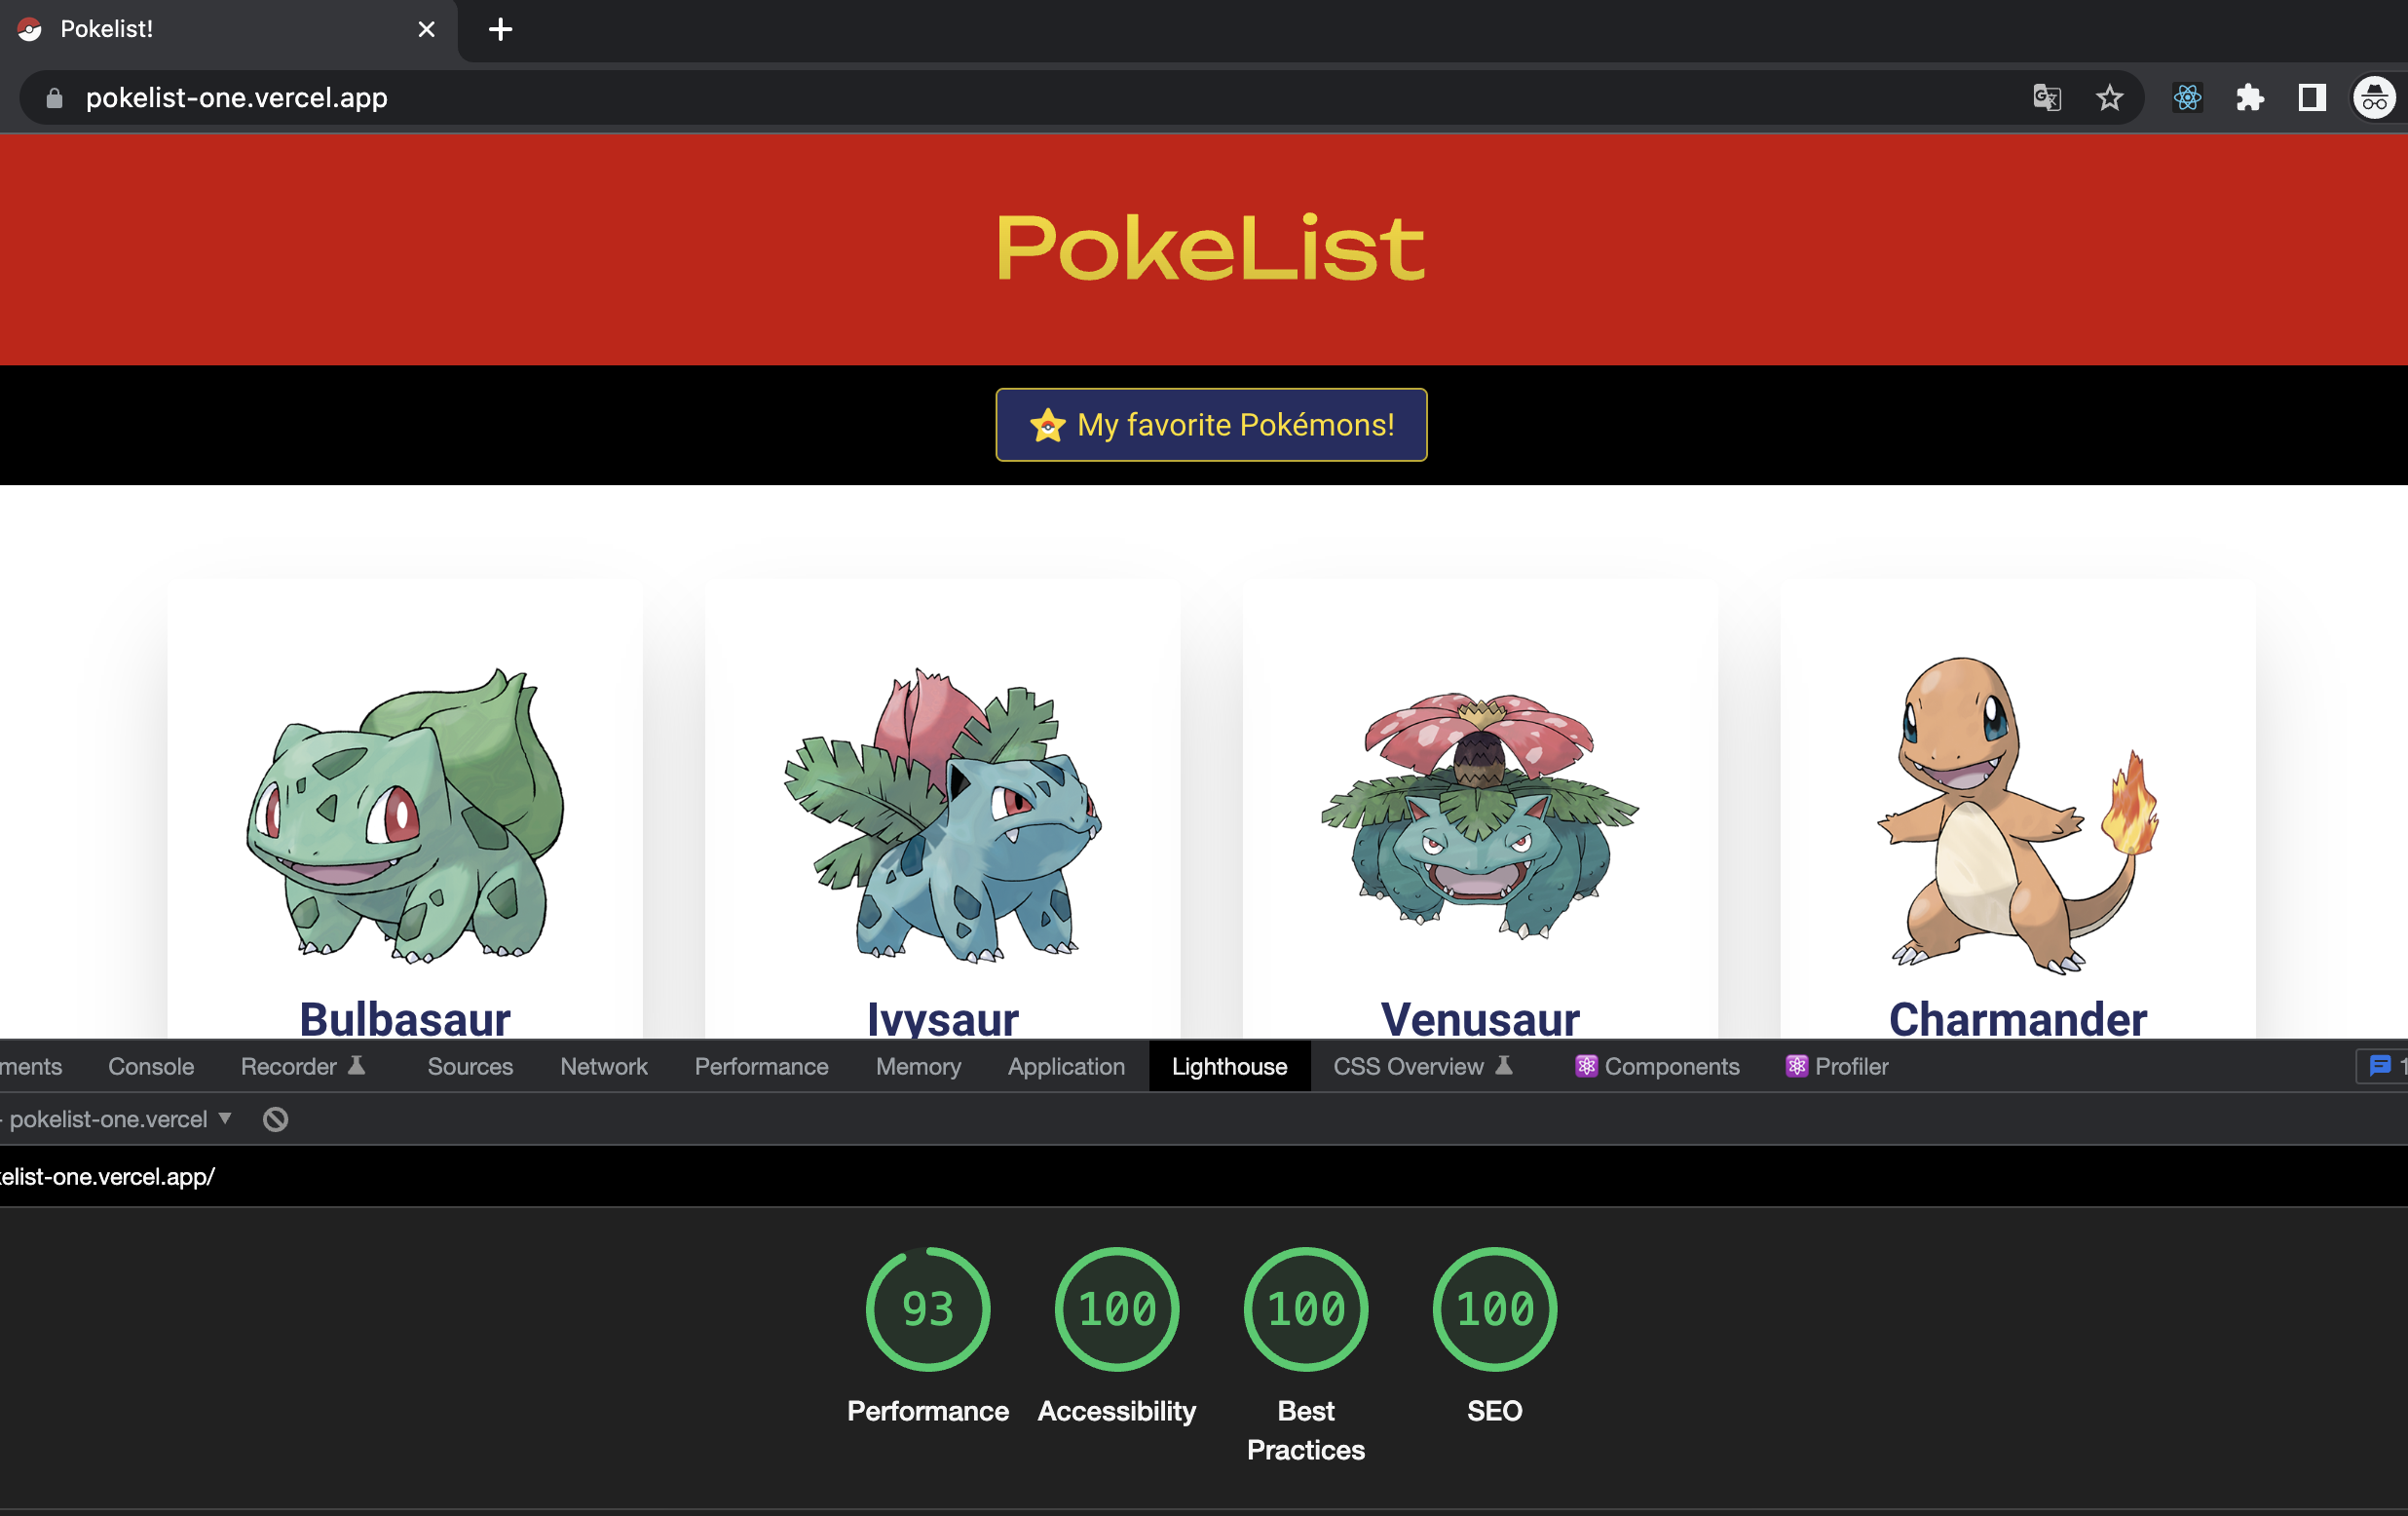 Pokelist!
pokelist-one.vercel.app
PokeList
My favorite Pokémons!
Bulbasaur Ivysaur Venusaur Charmander
ments Console Recorder Sources Network Performance Memory Application Lighthouse CSS Overview Components Profiler 1
pokelist-one.vercel
elist-one.vercel.app/
93 100 100 100
Performance Accessibility Best Practices SEO